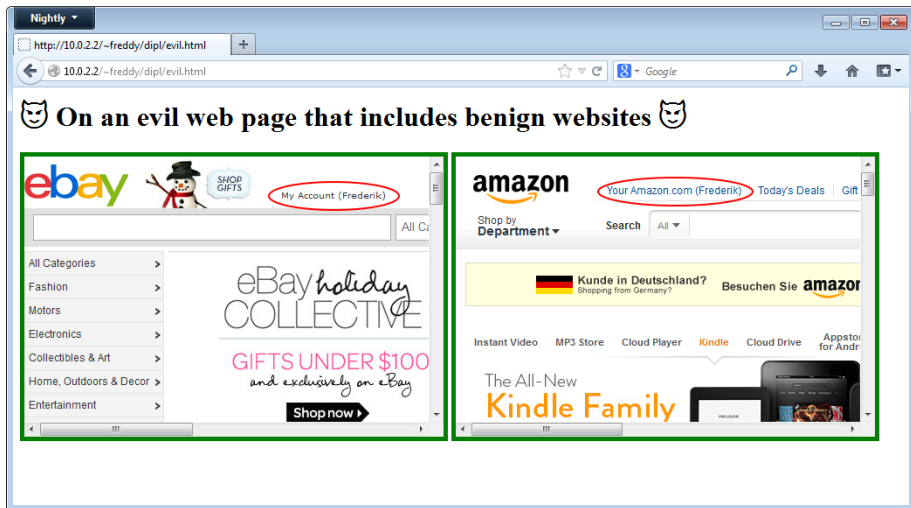 Nightly
http://10.0.2.2/~freddy/dipl/evil.html
10.0.2.2/~freddy/dipl/evil.html
Google
On an evil web page that includes benign websites
ebay
SHOP GIFTS
My Account (Frederik)
All Ca
All Categories
Fashion
Motors
Electronics
Collectibles & Art
Home, Outdoors & Decor
Entertainment
eBay holiday
COLLECTIVE
GIFTS UNDER $100
and exclusively on eBay
Shop now
amazon
Your Amazon.com (Frederik) Today's Deals Gift
Shop by
Department
Search All
Kunde in Deutschland?
Shopping from Germany?
Besuchen Sie amazon
Instant Video MP3 Store Cloud Player Kindle Cloud Drive Appsto
for Andr
The All-New
Kindle Family